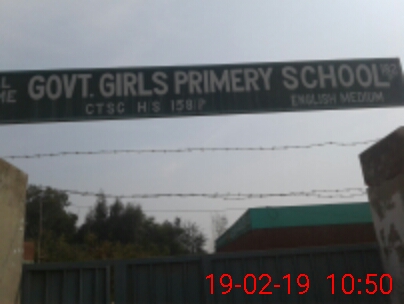 GOVT. GIRLS PRIMERY SCHOOL
CTSC H/S 158/P
ENGLISH MEDIUM
19-02-19 10:50